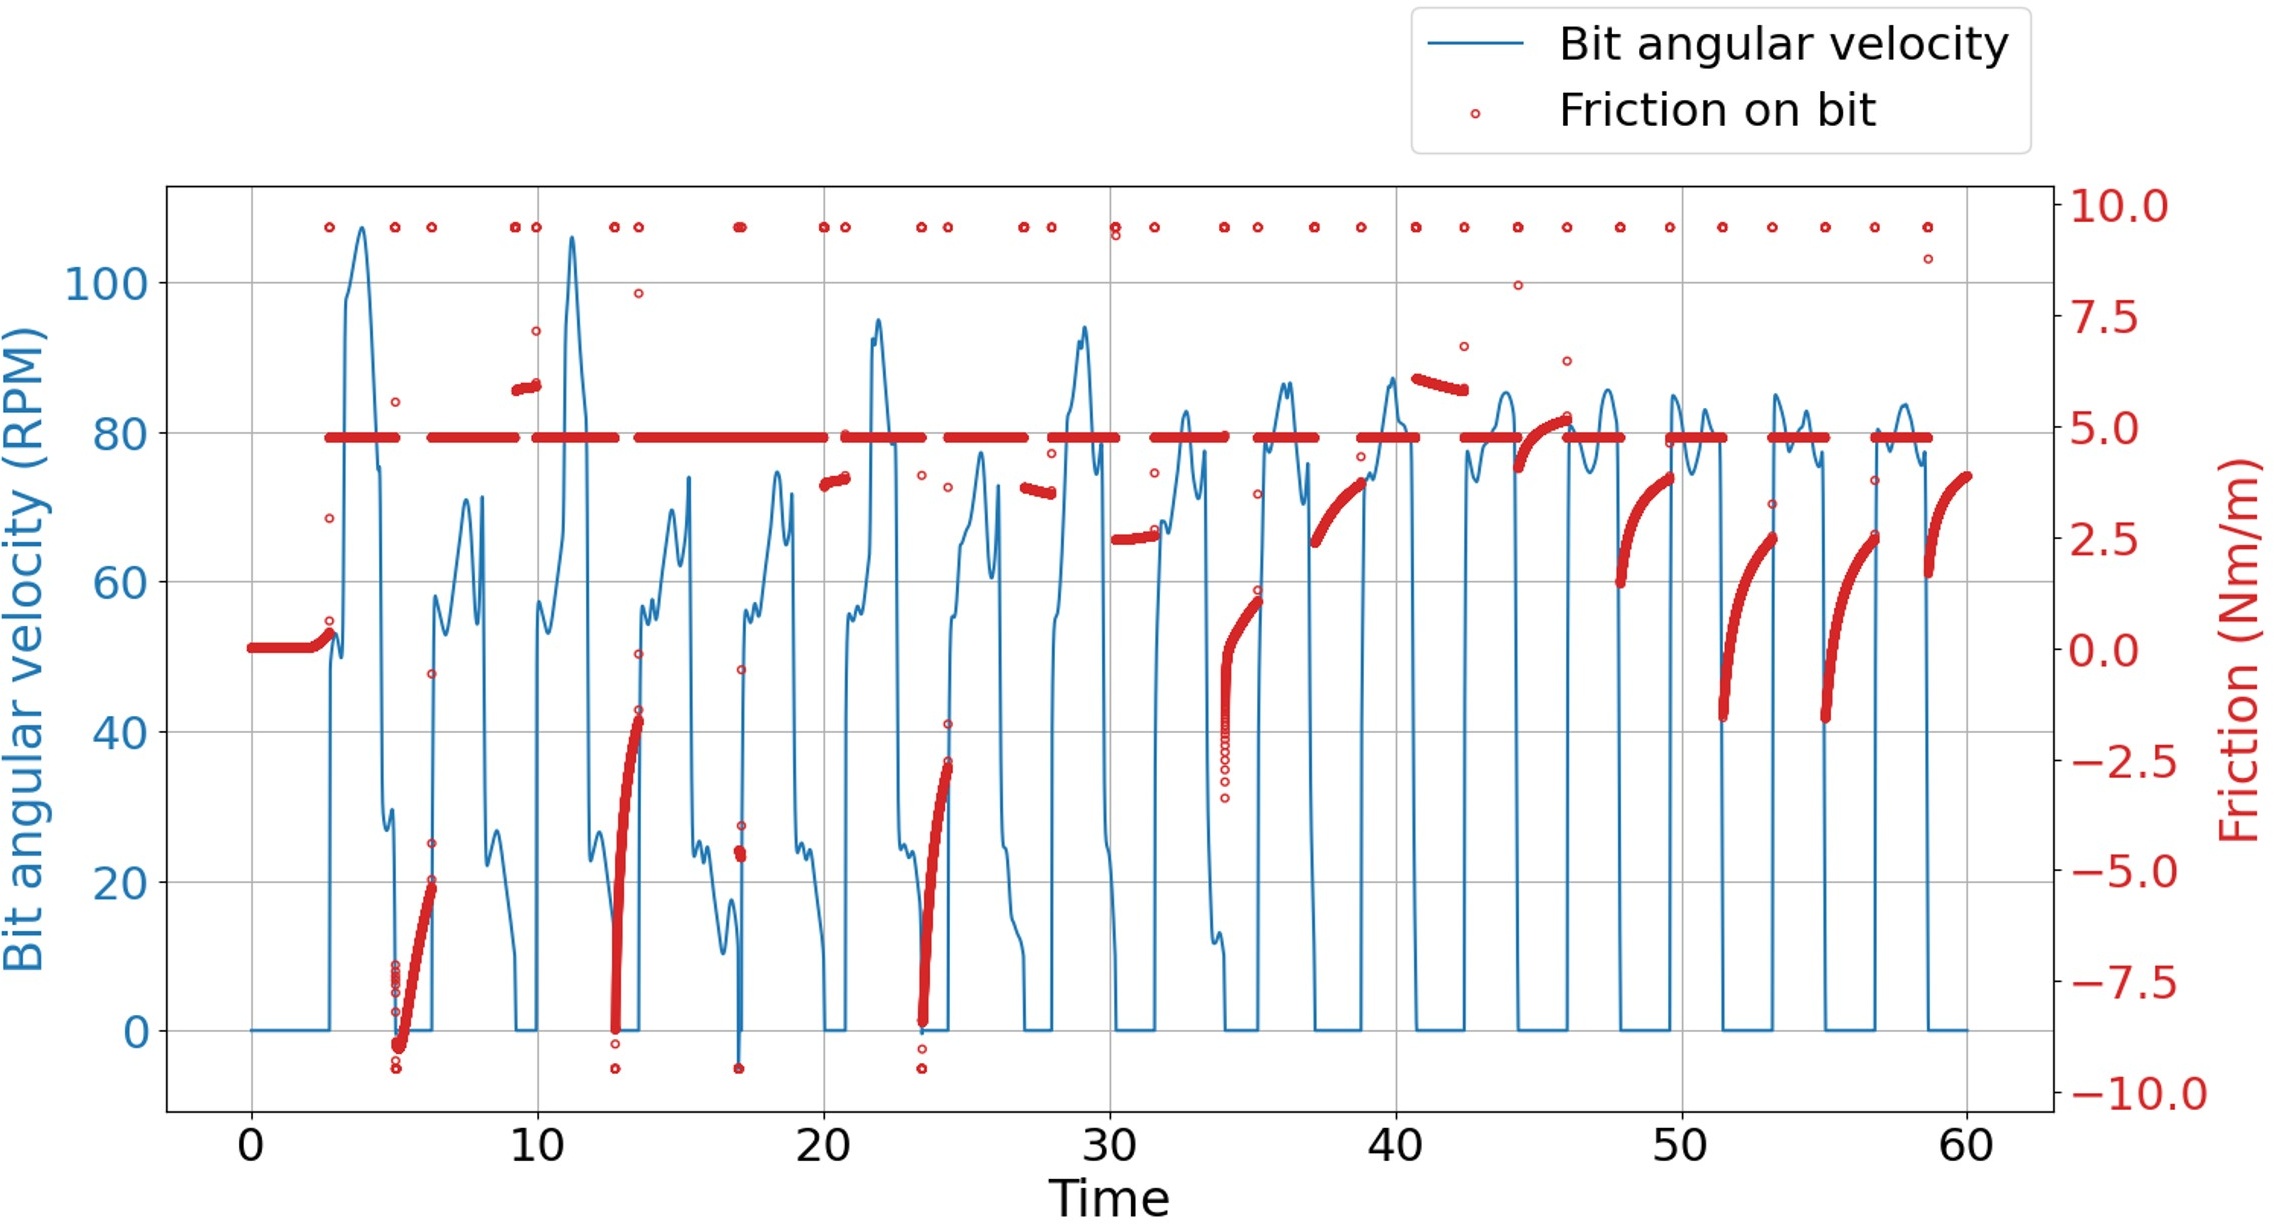 Bit angular velocity
Friction on bit
Bit angular velocity (RPM)
100
80
60
40
20
0
10.0
7.5
5.0
2.5
0.0
−2.5
−5.0
−7.5
−10.0
Friction (Nm/m)
0 10 20 30 40 50 60
Time